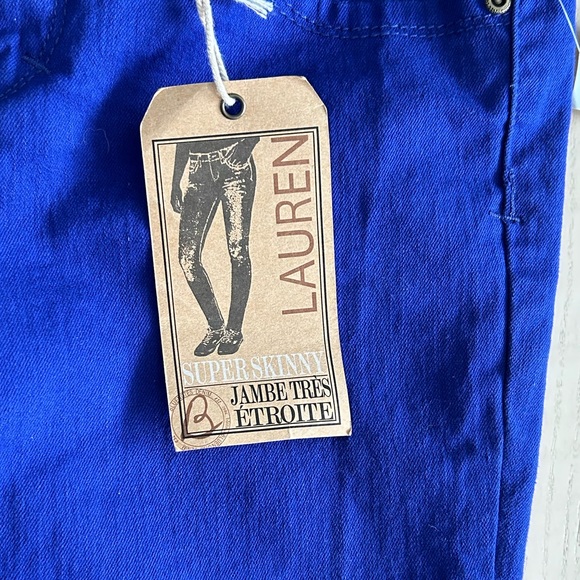 LAUREN
SUPER SKINNY
JAMBE TRÈS
ÉTROITE
B